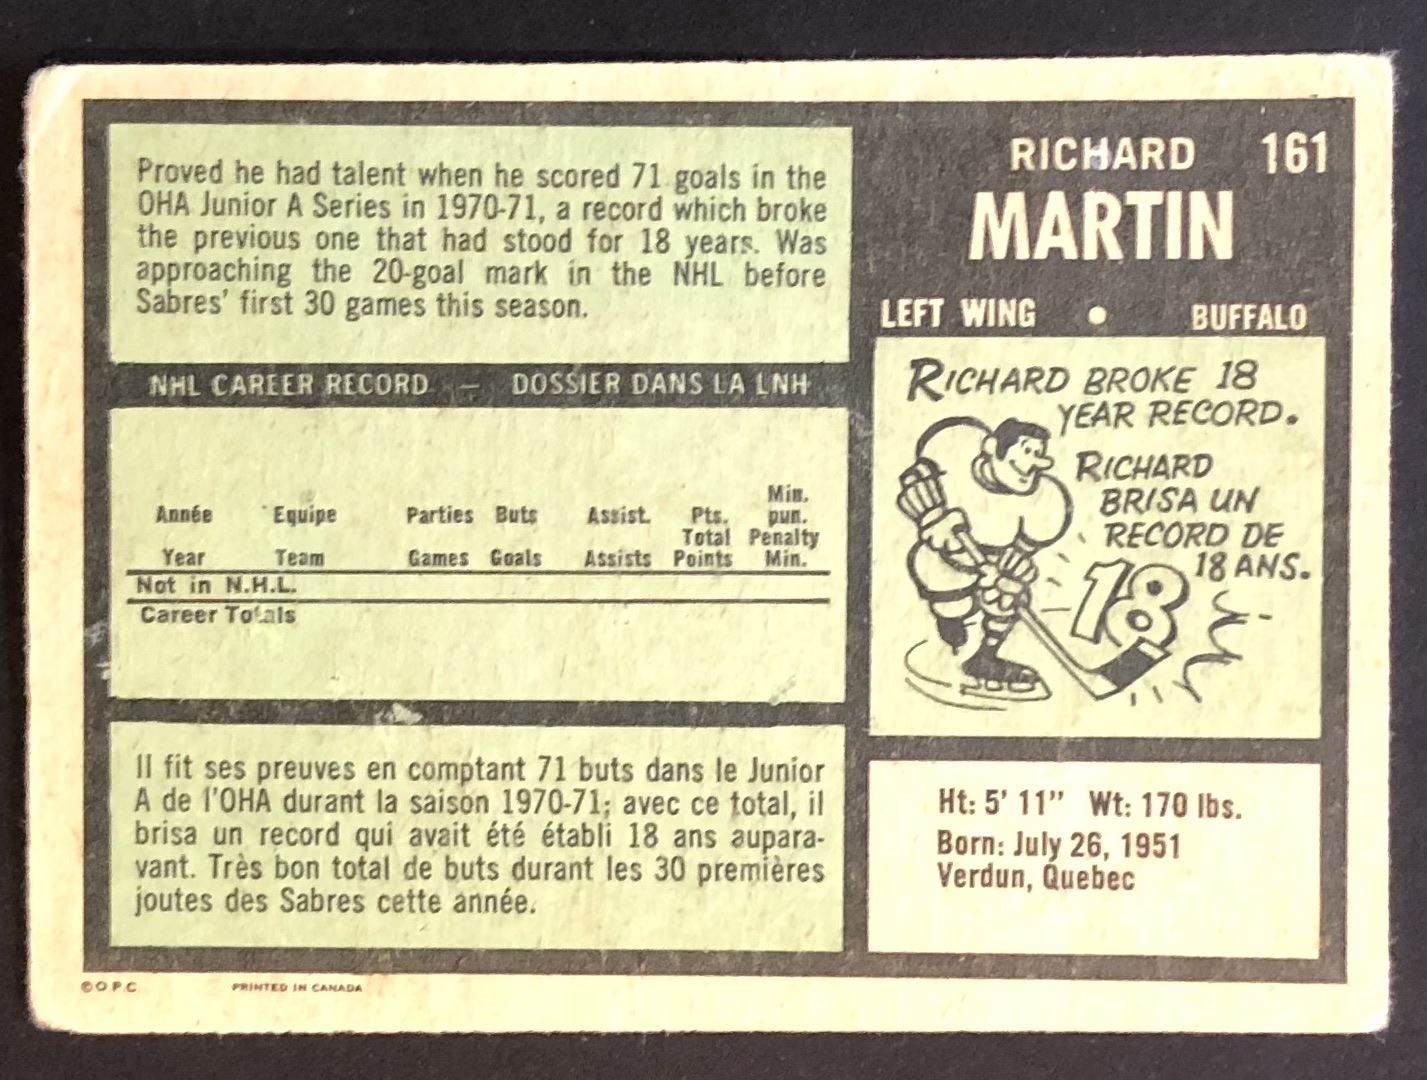 Proved he had talent when he scored 71 goals in the
OHA Junior A Series in 1970-71, a record which broke
the previous one that had stood for 18 years. Was
approaching the 20-goal mark in the NHL before
Sabres' first 30 games this season.
NHL CAREER RECORD — DOSSIER DANS LA LNH
Année Equipe Parties Buts Assist. Pts. Min. pun.
Year Team Games Goals Assists Total Points Penalty Min.
Not in N.H.L.
Career Totals
Il fit ses preuves en comptant 71 buts dans le Junior
A de l'OHA durant la saison 1970-71; avec ce total, il
brisa un record qui avait été établi 18 ans aupara-
vant. Très bon total de buts durant les 30 premières
joutes des Sabres cette année.
RICHARD 161
MARTIN
LEFT WING • BUFFALO
RICHARD BROKE 18
YEAR RECORD.
RICHARD
BRISA UN
RECORD DE
18 ANS.
18
Ht: 5' 11" Wt: 170 lbs.
Born: July 26, 1951
Verdun, Quebec
© O P C PRINTED IN CANADA